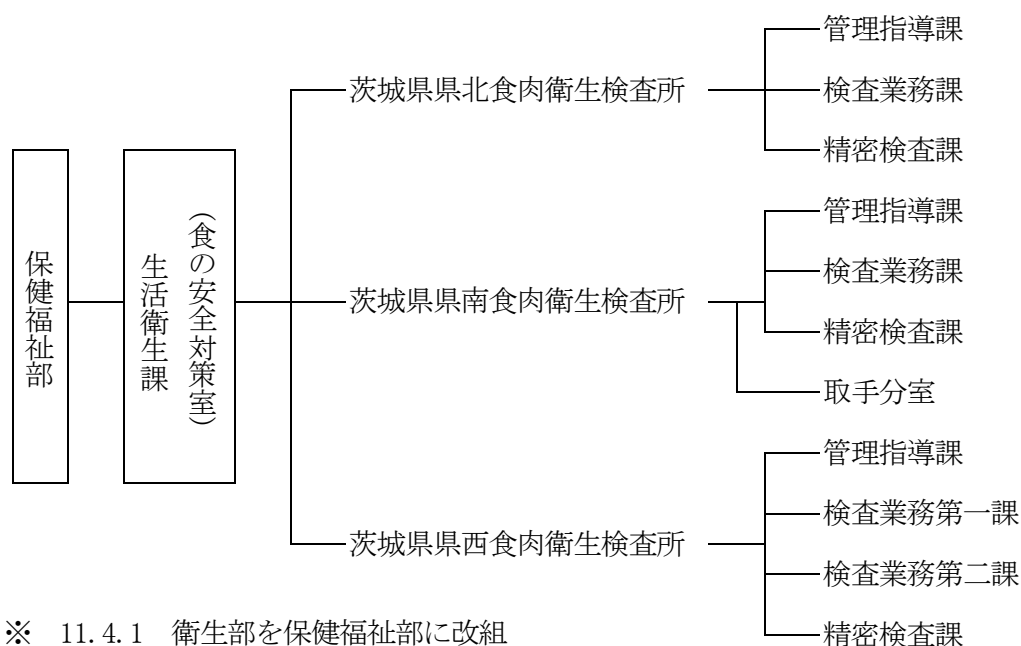 保健福祉部
生活衛生課
(食の安全対策室)
茨城県県北食肉衛生検査所
管理指導課
検査業務課
精密検査課
茨城県県南食肉衛生検査所
管理指導課
検査業務課
精密検査課
取手分室
茨城県県西食肉衛生検査所
管理指導課
検査業務第一課
検査業務第二課
精密検査課
※ 11.4.1 衛生部を保健福祉部に改組